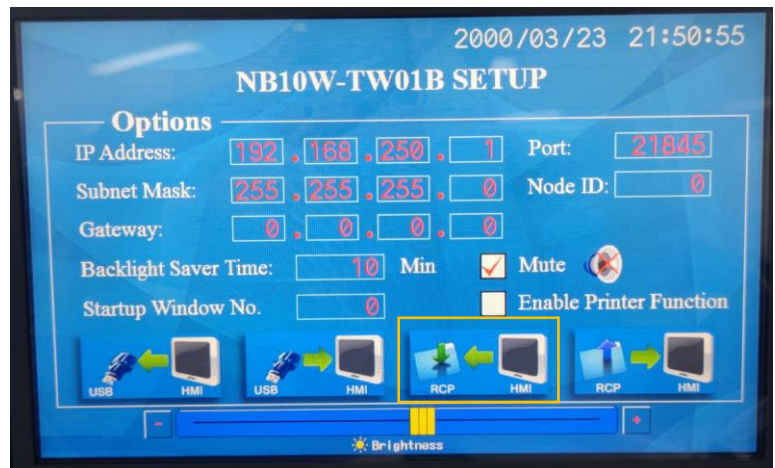 2000/03/23 21:50:55
NB10W-TW01B SETUP
Options
IP Address: 192 . 168 . 250 . 1 Port: 21845
Subnet Mask: 255 . 255 . 255 . 0 Node ID: 0
Gateway: 0 . 0 . 0 . 0
Backlight Saver Time: 10 Min Mute
Startup Window No. 0 Enable Printer Function
USB HMI USB HMI RCP HMI RCP HMI
- +
Brightness